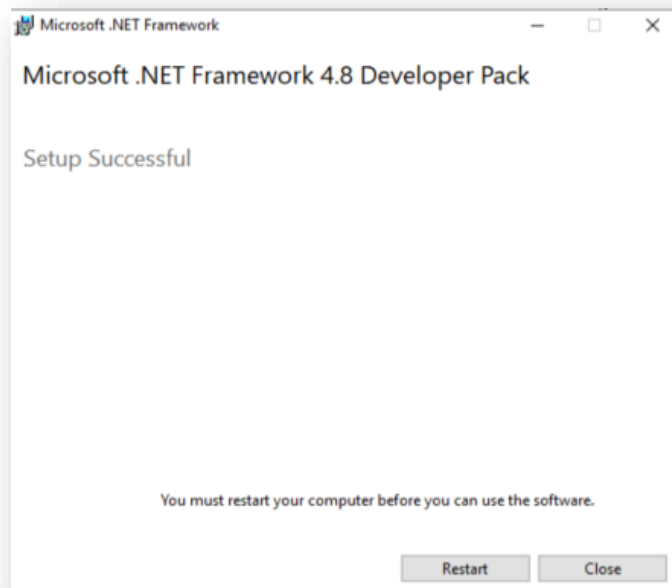 Microsoft .NET Framework
Microsoft .NET Framework 4.8 Developer Pack
Setup Successful
You must restart your computer before you can use the software.
Restart
Close